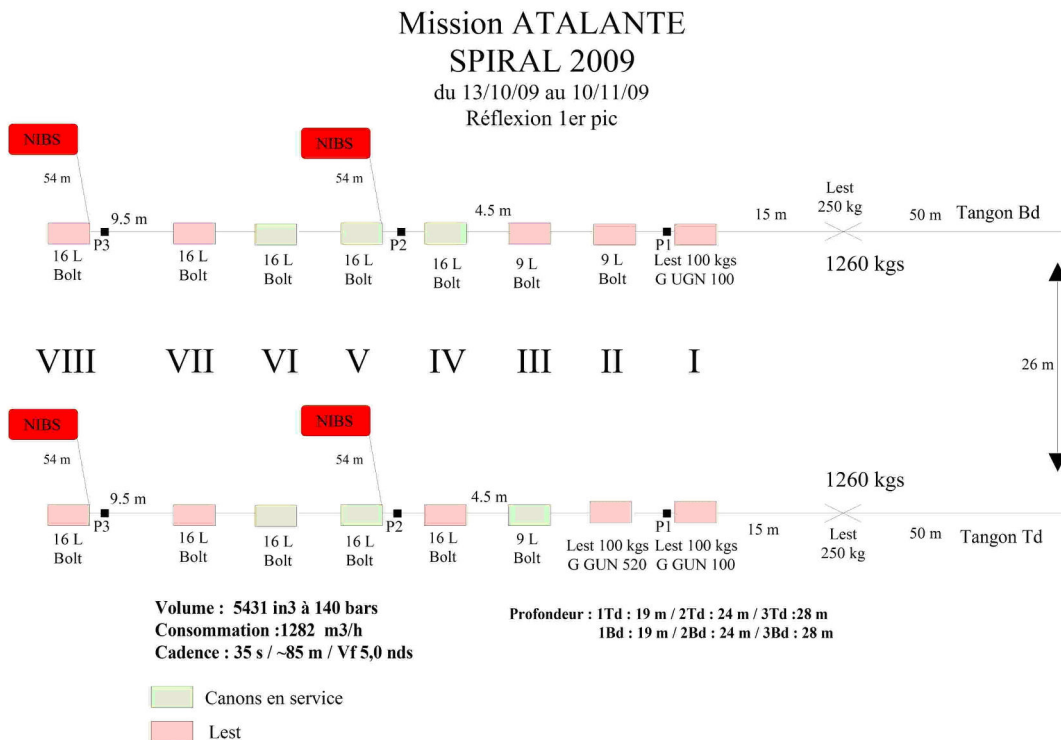 Mission ATALANTE
SPIRAL 2009
du 13/10/09 au 10/11/09
Réflexion 1er pic
NIBS
NIBS
54 m
54 m
Lest
250 kg
9.5 m
4.5 m
15 m
50 m
Tangon Bd
P3
P2
P1
16 L
Bolt
16 L
Bolt
16 L
Bolt
16 L
Bolt
16 L
Bolt
9 L
Bolt
9 L
Bolt
Lest 100 kgs
G UGN 100
1260 kgs
VIII
VII
VI
V
IV
III
II
I
26 m
NIBS
NIBS
54 m
54 m
1260 kgs
9.5 m
4.5 m
15 m
Lest
250 kg
50 m
Tangon Td
P3
P2
P1
16 L
Bolt
16 L
Bolt
16 L
Bolt
16 L
Bolt
16 L
Bolt
9 L
Bolt
Lest 100 kgs
G GUN 520
Lest 100 kgs
G GUN 100
Volume : 5431 in3 à 140 bars
Consommation :1282 m3/h
Cadence : 35 s / ~85 m / Vf 5,0 nds
Profondeur : 1Td : 19 m / 2Td : 24 m / 3Td :28 m
1Bd : 19 m / 2Bd : 24 m / 3Bd : 28 m
Canons en service
Lest